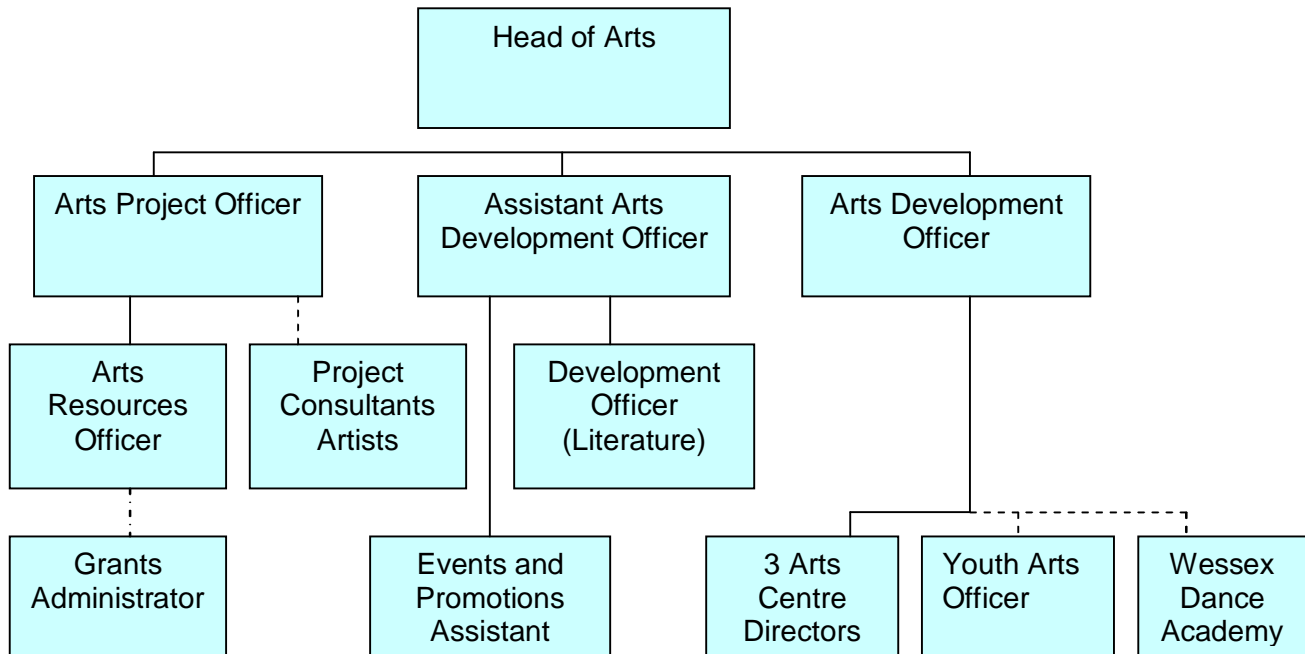 Head of Arts
Arts Project Officer
Assistant Arts
Development Officer
Arts Development
Officer
Arts
Resources
Officer
Project
Consultants
Artists
Development
Officer
(Literature)
Grants
Administrator
Events and
Promotions
Assistant
3 Arts
Centre
Directors
Youth Arts
Officer
Wessex
Dance
Academy